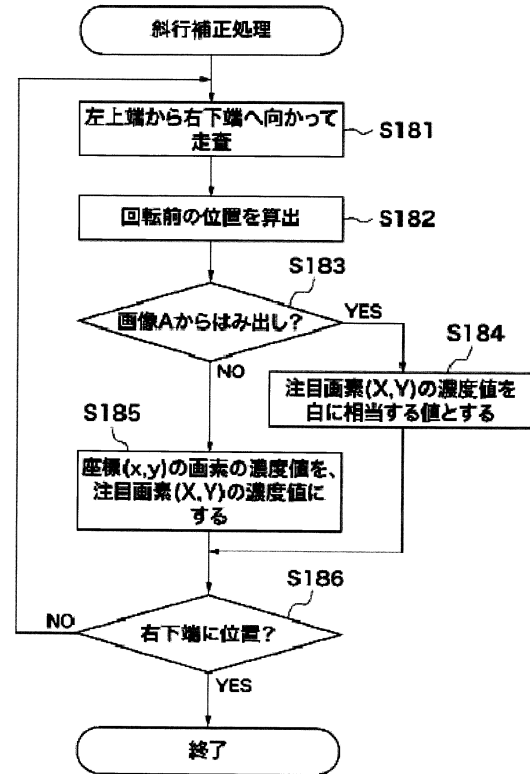 斜行補正処理
左上端から右下端へ向かって
走査
S181
回転前の位置を算出
S182
S183
画像Aからはみ出し?
YES
NO
S184
注目画素(X,Y)の濃度値を
白に相当する値とする
S185
座標(x,y)の画素の濃度値を、
注目画素(X,Y)の濃度値に
する
S186
右下端に位置?
NO
YES
終了